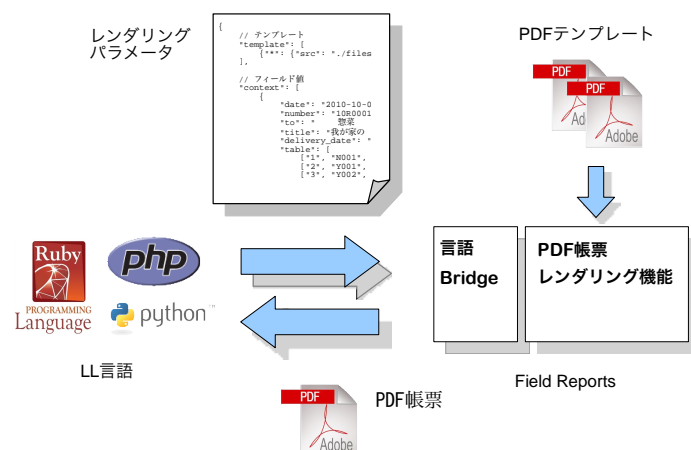 レンダリング
パラメータ
{
// テンプレート
"template": [
{"*": {"src": "./files
],
// フィールド値
"context": [
{
"date": "2010-10-0
"number": "10R0001
"to": " 惣菜
"title": "我が家の
"delivery_date": "
"table": [
["1", "N001",
["2", "Y001",
["3", "Y002",
PDFテンプレート
PDF
PDF
Ad
Adobe
Ruby
PROGRAMMING
Language
php
python
LL言語
言語
Bridge
PDF帳票
レンダリング機能
Field Reports
PDF
Adobe
PDF帳票